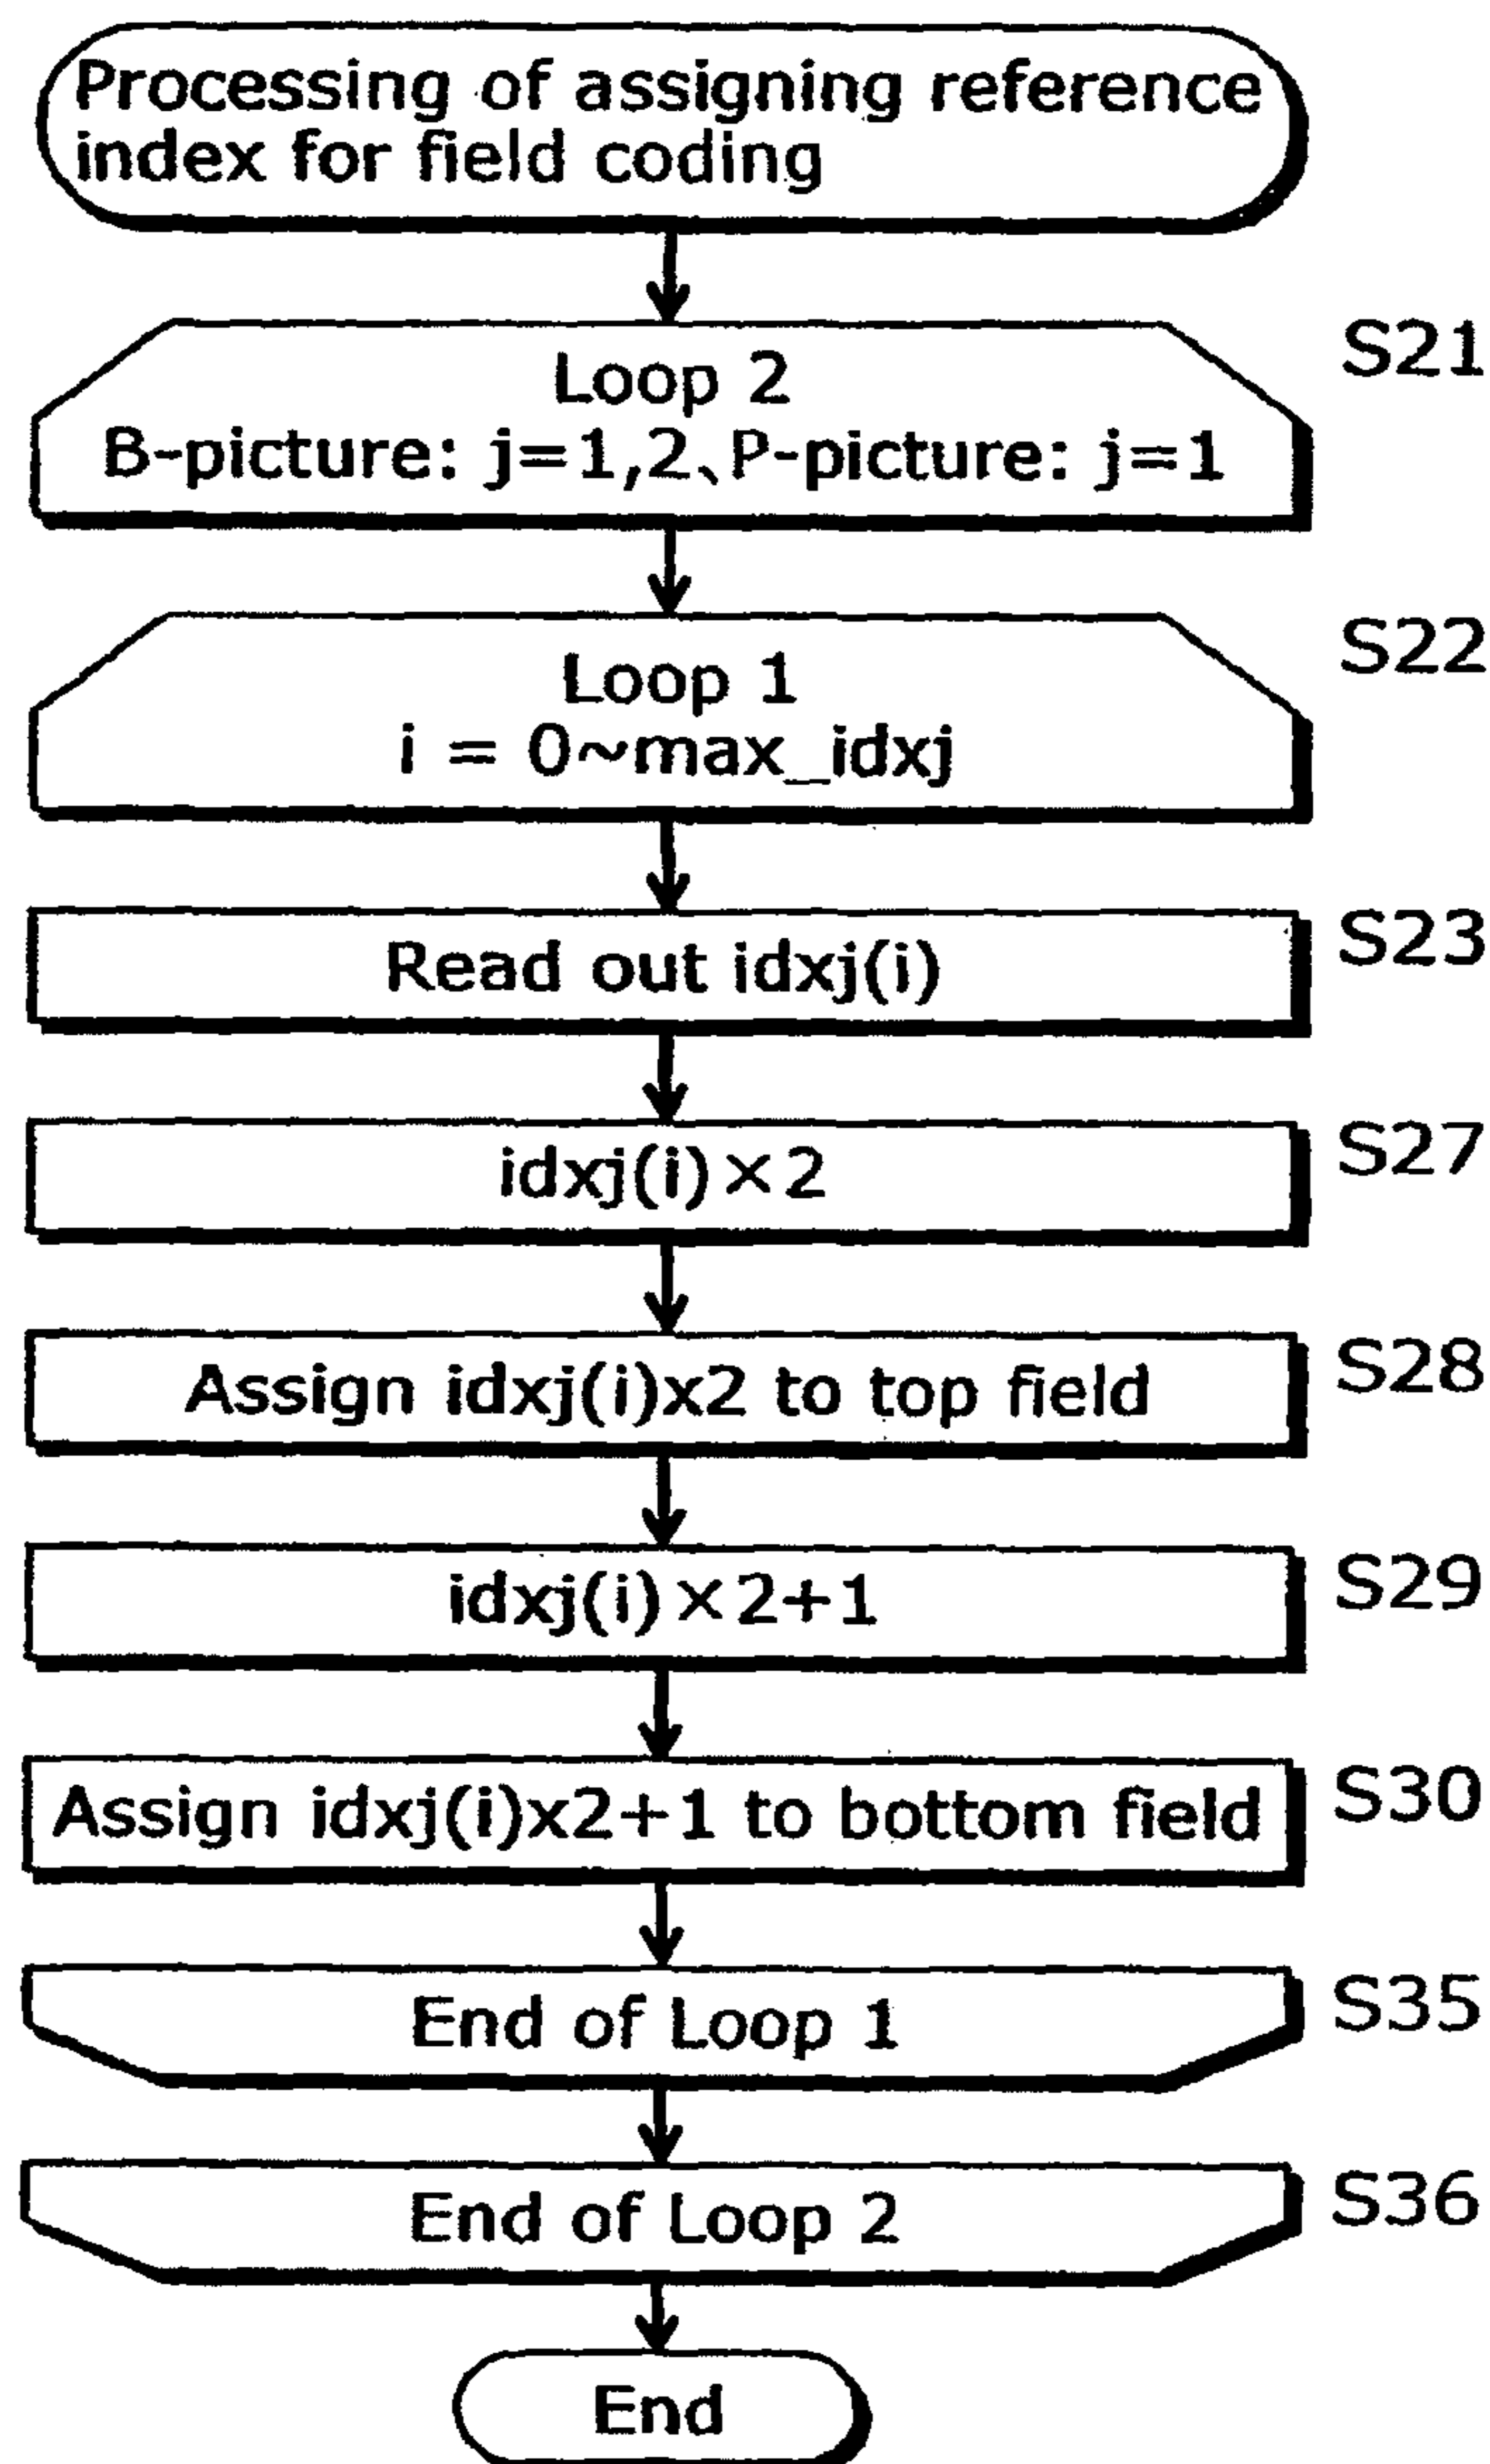 Processing of assigning reference
index for field coding
S21
Loop 2
B-picture: j=1,2、P-picture: j=1
S22
Loop 1
i = 0~max_idxj
Read out idxj(i) S23
idxj(i)×2 S27
Assign idxj(i)x2 to top field S28
idxj(i)×2+1 S29
Assign idxj(i)x2+1 to bottom field S30
End of Loop 1 S35
End of Loop 2 S36
End